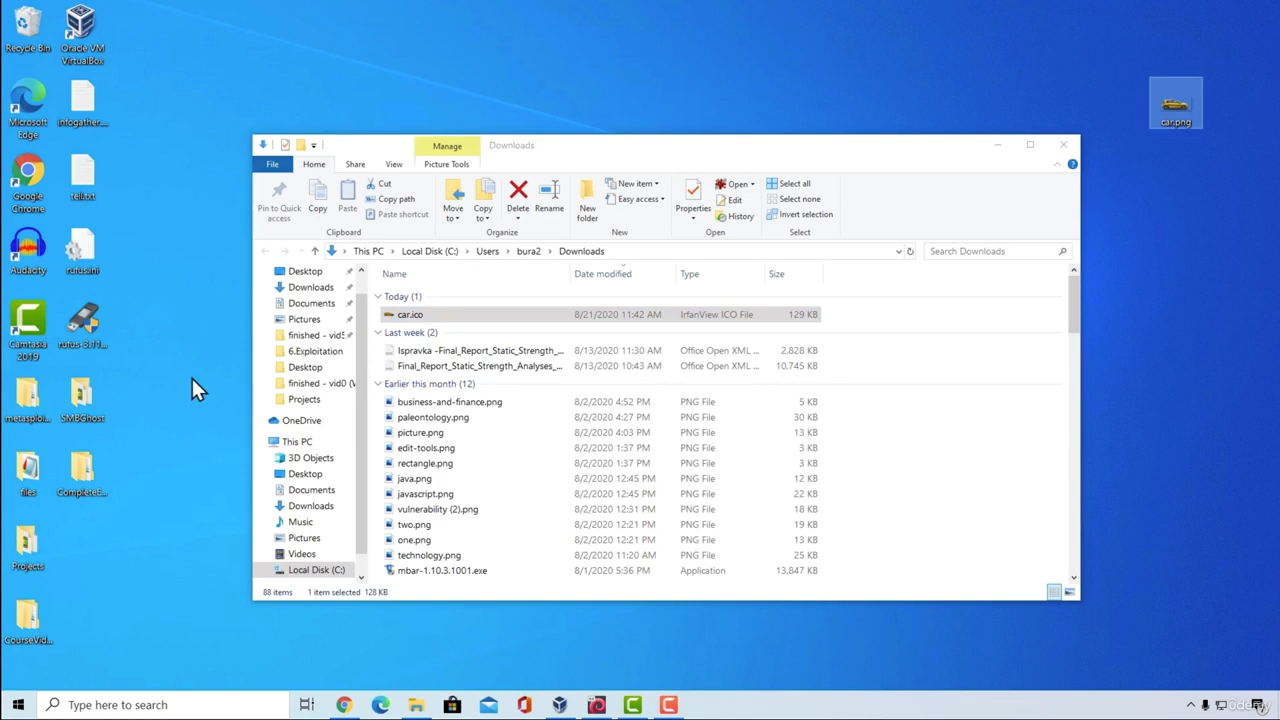 Recycle Bin
Oracle VM
VirtualBox
Microsoft
Edge
infogather...
Google
Chrome
tell.txt
Audacity
rufus.ini
Camtasia
2019
rufus-3.11...
metasploi...
SMBGhost
files
CompleteE...
Projects
CourseVid...
car.png
Manage
Downloads
File
Home
Share
View
Picture Tools
Pin to Quick
access
Copy
Paste
Cut
Copy path
Paste shortcut
Clipboard
Move
to
Copy
to
Delete
Rename
Organize
New
folder
New item
Easy access
New
Properties
Open
Edit
History
Open
Select all
Select none
Invert selection
Select
This PC
Local Disk (C:)
Users
bura2
Downloads
Search Downloads
Desktop
Downloads
Documents
Pictures
finished - vid5
6.Exploitation
Desktop
finished - vid0 (V
Projects
OneDrive
This PC
3D Objects
Desktop
Documents
Downloads
Music
Pictures
Videos
Local Disk (C:)
Name Date modified Type Size
Today (1)
car.ico 8/21/2020 11:42 AM IrfanView ICO File 129 KB
Last week (2)
Ispravka -Final_Report_Static_Strength_... 8/13/2020 11:30 AM Office Open XML ... 2,828 KB
Final_Report_Static_Strength_Analyses_... 8/13/2020 10:43 AM Office Open XML ... 10,745 KB
Earlier this month (12)
business-and-finance.png 8/2/2020 4:52 PM PNG File 5 KB
paleontology.png 8/2/2020 4:27 PM PNG File 30 KB
picture.png 8/2/2020 4:03 PM PNG File 13 KB
edit-tools.png 8/2/2020 1:37 PM PNG File 3 KB
rectangle.png 8/2/2020 1:37 PM PNG File 3 KB
java.png 8/2/2020 12:45 PM PNG File 12 KB
javascript.png 8/2/2020 12:45 PM PNG File 22 KB
vulnerability (2).png 8/2/2020 12:31 PM PNG File 18 KB
two.png 8/2/2020 12:21 PM PNG File 19 KB
one.png 8/2/2020 12:21 PM PNG File 13 KB
technology.png 8/2/2020 11:20 AM PNG File 25 KB
mbar-1.10.3.1001.exe 8/1/2020 5:36 PM Application 13,847 KB
88 items 1 item selected 128 KB
Type here to search
Udemy